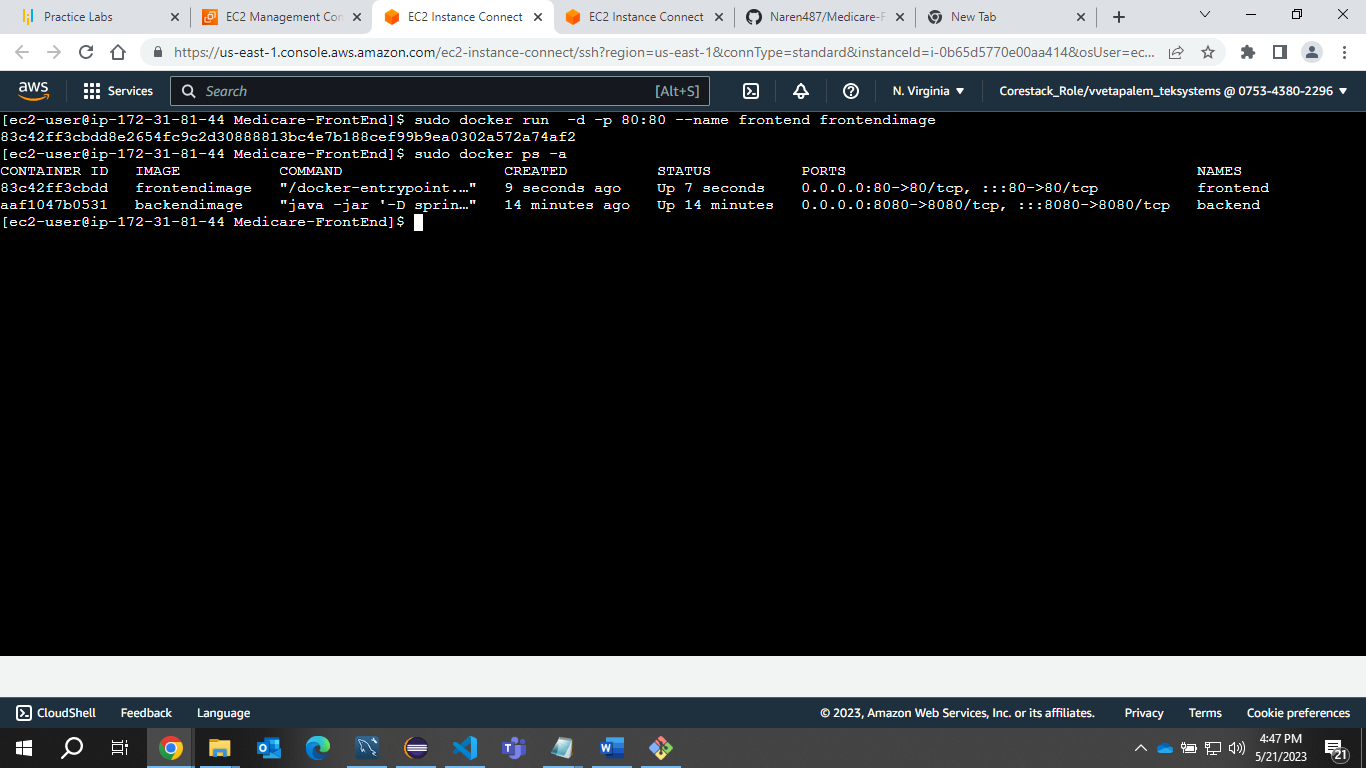 Practice Labs
EC2 Management Con
EC2 Instance Connect
EC2 Instance Connect
Naren487/Medicare-F
New Tab
https://us-east-1.console.aws.amazon.com/ec2-instance-connect/ssh?region=us-east-1&connType=standard&instanceId=i-0b65d5770e00aa414&osUser=ec...
aws
Services
Search
[Alt+S]
N. Virginia
Corestack_Role/vvetapalem_teksystems @ 0753-4380-2296
[ec2-user@ip-172-31-81-44 Medicare-FrontEnd]$ sudo docker run  -d -p 80:80 --name frontend frontendimage
83c42ff3cbdd8e2654fc9c2d30888813bc4e7b188cef99b9ea0302a572a74af2
[ec2-user@ip-172-31-81-44 Medicare-FrontEnd]$ sudo docker ps -a
CONTAINER ID   IMAGE           COMMAND                  CREATED          STATUS          PORTS                                       NAMES
83c42ff3cbdd   frontendimage   "/docker-entrypoint.…"   9 seconds ago    Up 7 seconds    0.0.0.0:80->80/tcp, :::80->80/tcp           frontend
aaf1047b0531   backendimage    "java -jar '-D sprin…"   14 minutes ago   Up 14 minutes   0.0.0.0:8080->8080/tcp, :::8080->8080/tcp   backend
[ec2-user@ip-172-31-81-44 Medicare-FrontEnd]$
CloudShell
Feedback
Language
© 2023, Amazon Web Services, Inc. or its affiliates.
Privacy
Terms
Cookie preferences
4:47 PM
5/21/2023
21